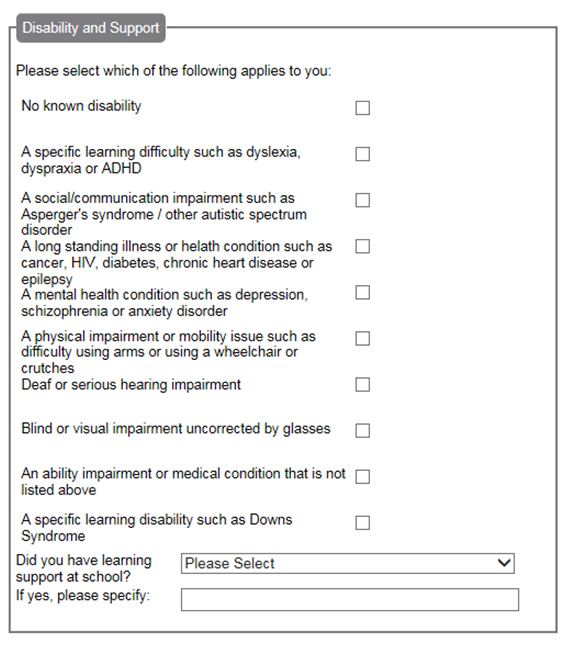 Disability and Support
Please select which of the following applies to you:
No known disability
A specific learning difficulty such as dyslexia,
dyspraxia or ADHD
A social/communication impairment such as
Asperger's syndrome / other autistic spectrum
disorder
A long standing illness or helath condition such as
cancer, HIV, diabetes, chronic heart disease or
epilepsy
A mental health condition such as depression,
schizophrenia or anxiety disorder
A physical impairment or mobility issue such as
difficulty using arms or using a wheelchair or
crutches
Deaf or serious hearing impairment
Blind or visual impairment uncorrected by glasses
An ability impairment or medical condition that is not
listed above
A specific learning disability such as Downs
Syndrome
Did you have learning
support at school?
Please Select
If yes, please specify: